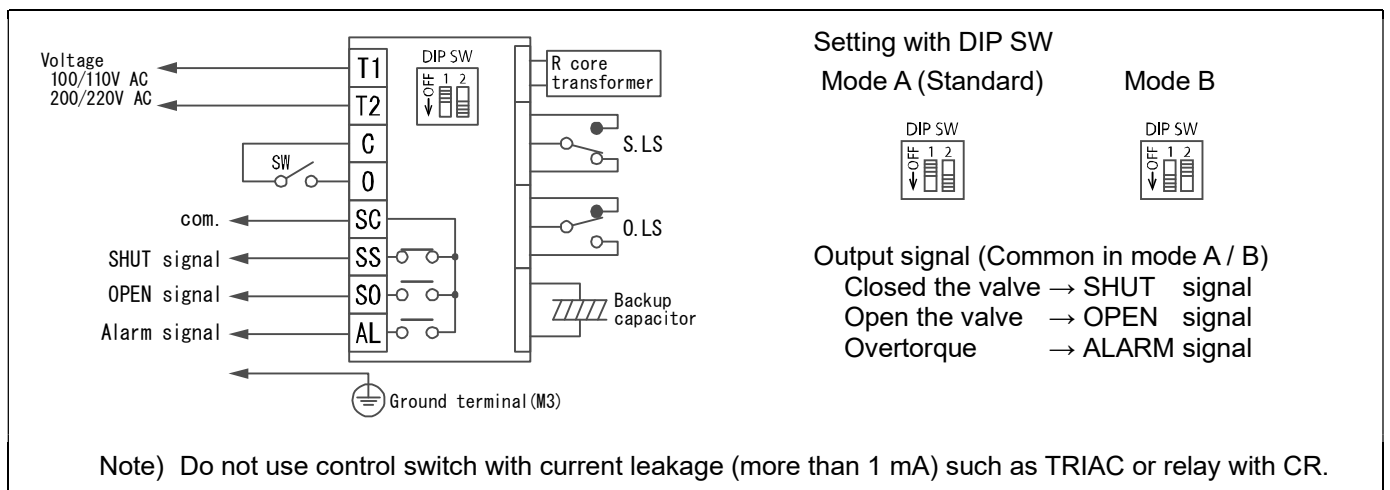 Voltage
100/110V AC
200/220V AC
T1
T2
C
O
SC
SS
SO
AL
SW
com.
SHUT signal
OPEN signal
Alarm signal
Ground terminal(M3)
DIP SW
↓OFF 1 2
R core
transformer
S.LS
O.LS
Backup
capacitor
Setting with DIP SW
Mode A (Standard) Mode B
DIP SW DIP SW
↓OFF 1 2 ↓OFF 1 2
Output signal (Common in mode A / B)
Closed the valve → SHUT signal
Open the valve → OPEN signal
Overtorque → ALARM signal
Note) Do not use control switch with current leakage (more than 1 mA) such as TRIAC or relay with CR.